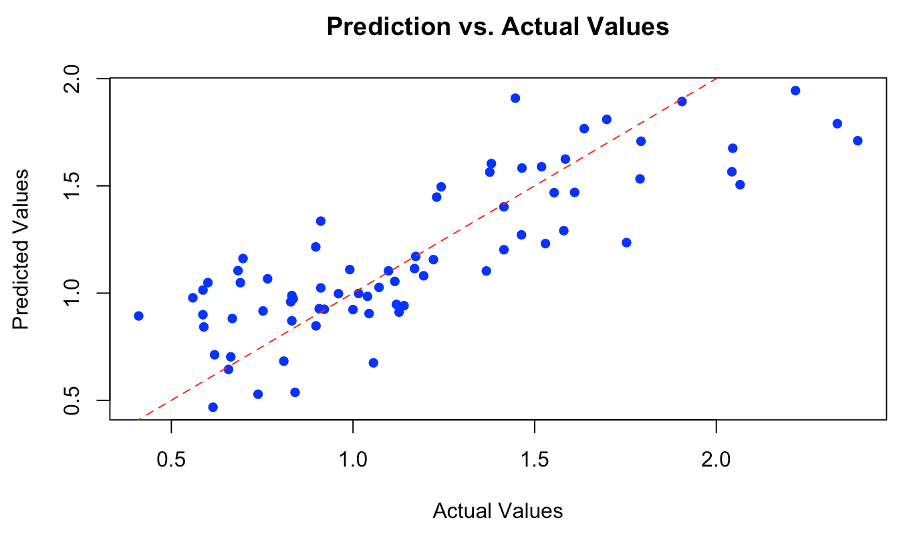 Prediction vs. Actual Values
2.0
1.5
1.0
0.5
Predicted Values
0.5 1.0 1.5 2.0
Actual Values